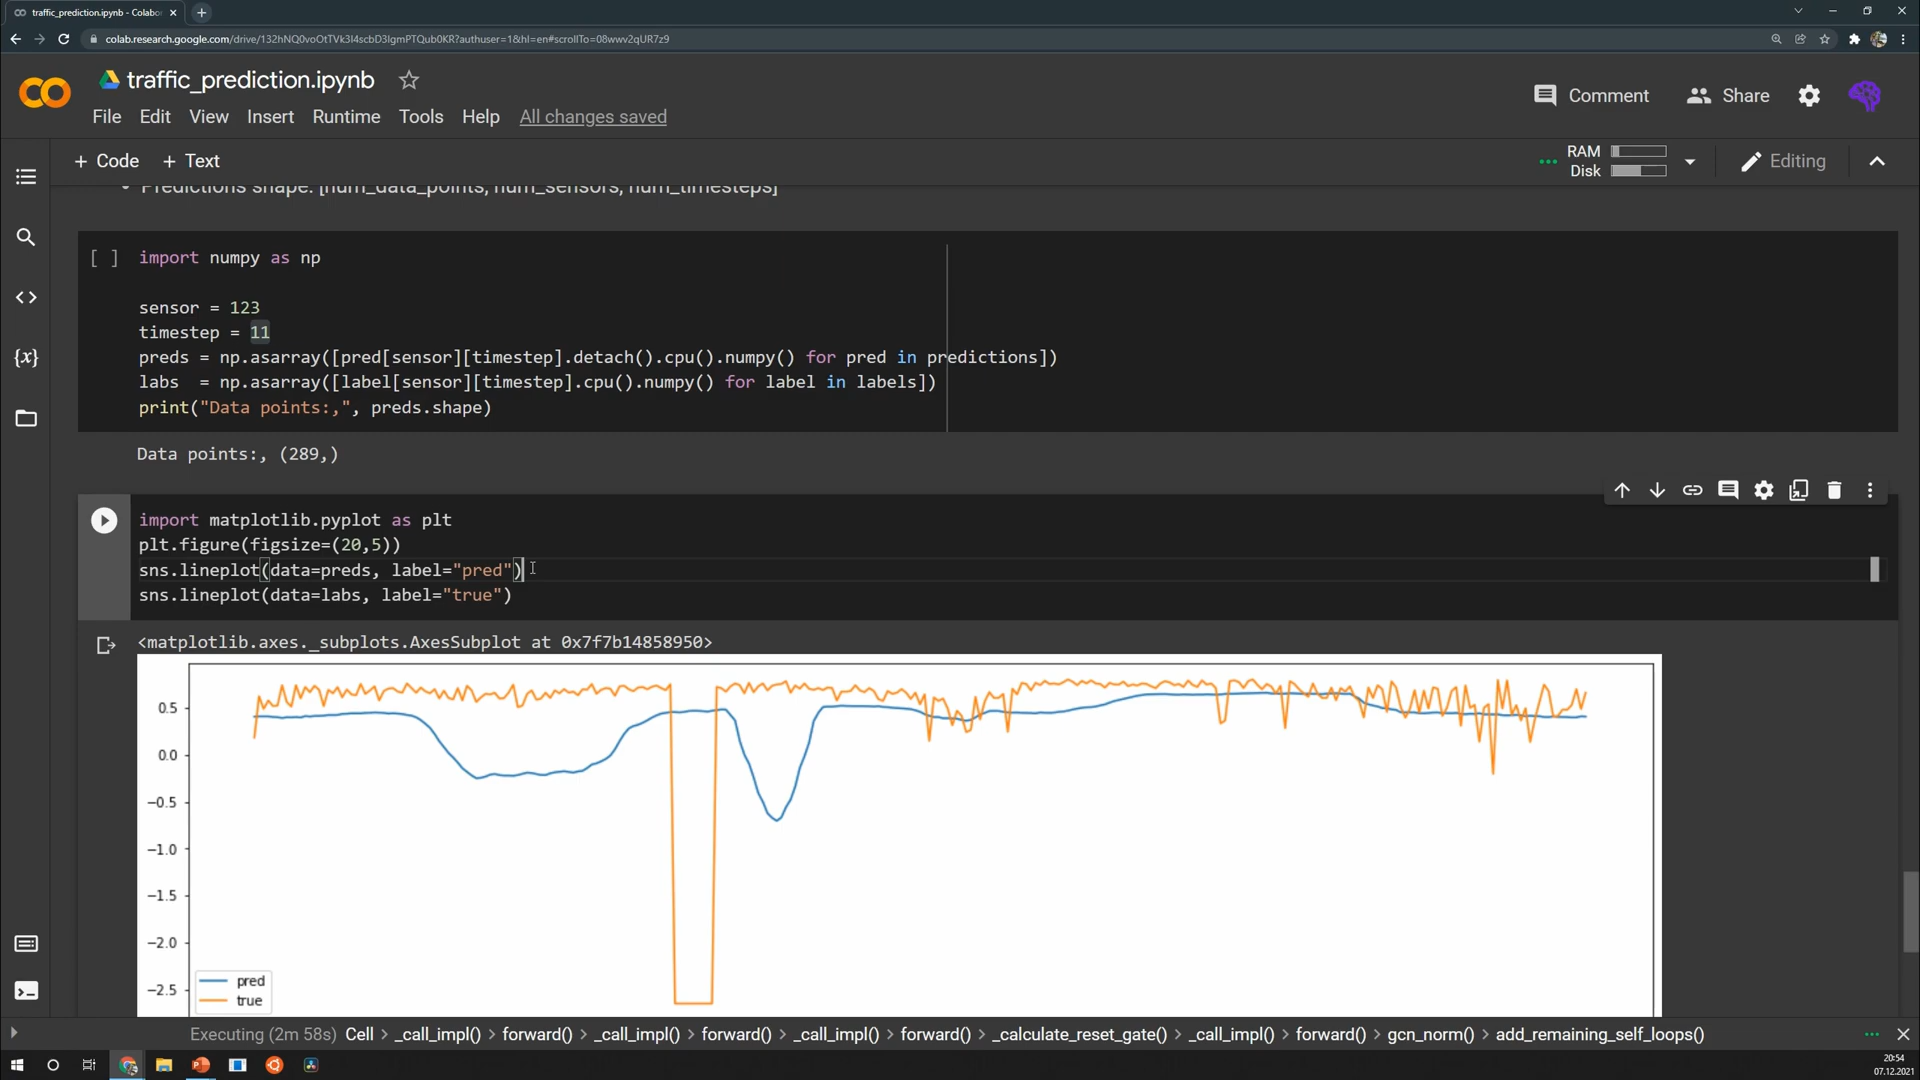 traffic_prediction.ipynb - Colabo
colab.research.google.com/drive/132hNQ0voOtTVk3I4scbD3IgmPTQub0KR?authuser=1&hl=en#scrollTo=08wwv2qUR7z9
traffic_prediction.ipynb
File Edit View Insert Runtime Tools Help All changes saved
Comment Share
+ Code + Text
RAM
Disk
Editing
• Predictions shape: [num_data_points, num_sensors, num_timesteps]
[ ] import numpy as np
sensor = 123
timestep = 11
preds = np.asarray([pred[sensor][timestep].detach().cpu().numpy() for pred in predictions])
labs = np.asarray([label[sensor][timestep].cpu().numpy() for label in labels])
print("Data points:,", preds.shape)
Data points:, (289,)
import matplotlib.pyplot as plt
plt.figure(figsize=(20,5))
sns.lineplot(data=preds, label="pred")
sns.lineplot(data=labs, label="true")
<matplotlib.axes._subplots.AxesSubplot at 0x7f7b14858950>
0.5
0.0
−0.5
−1.0
−1.5
−2.0
−2.5
pred
true
Executing (2m 58s) Cell > _call_impl() > forward() > _call_impl() > forward() > _call_impl() > forward() > _calculate_reset_gate() > _call_impl() > forward() > gcn_norm() > add_remaining_self_loops()
20:54
07.12.2021